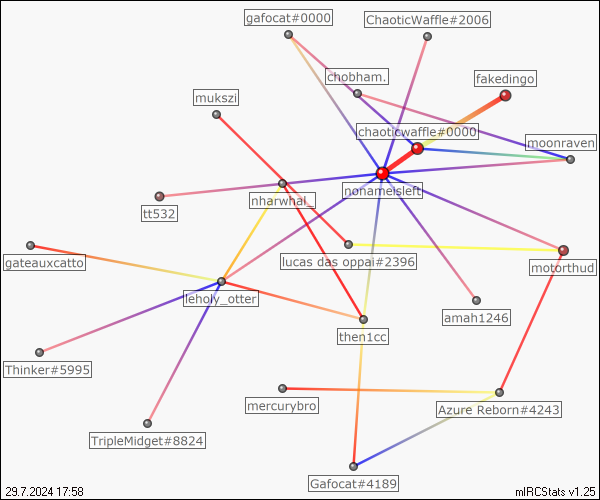 gafocat#0000
ChaoticWaffle#2006
chobham.
fakedingo
mukszi
chaoticwaffle#0000
moonraven
nonameisleft
nharwhal_
tt532
gateauxcatto
lucas das oppai#2396
motorthud
leholy_otter
amah1246
then1cc
Thinker#5995
mercurybro
Azure Reborn#4243
TripleMidget#8824
Gafocat#4189
29.7.2024 17:58
mIRCStats v1.25